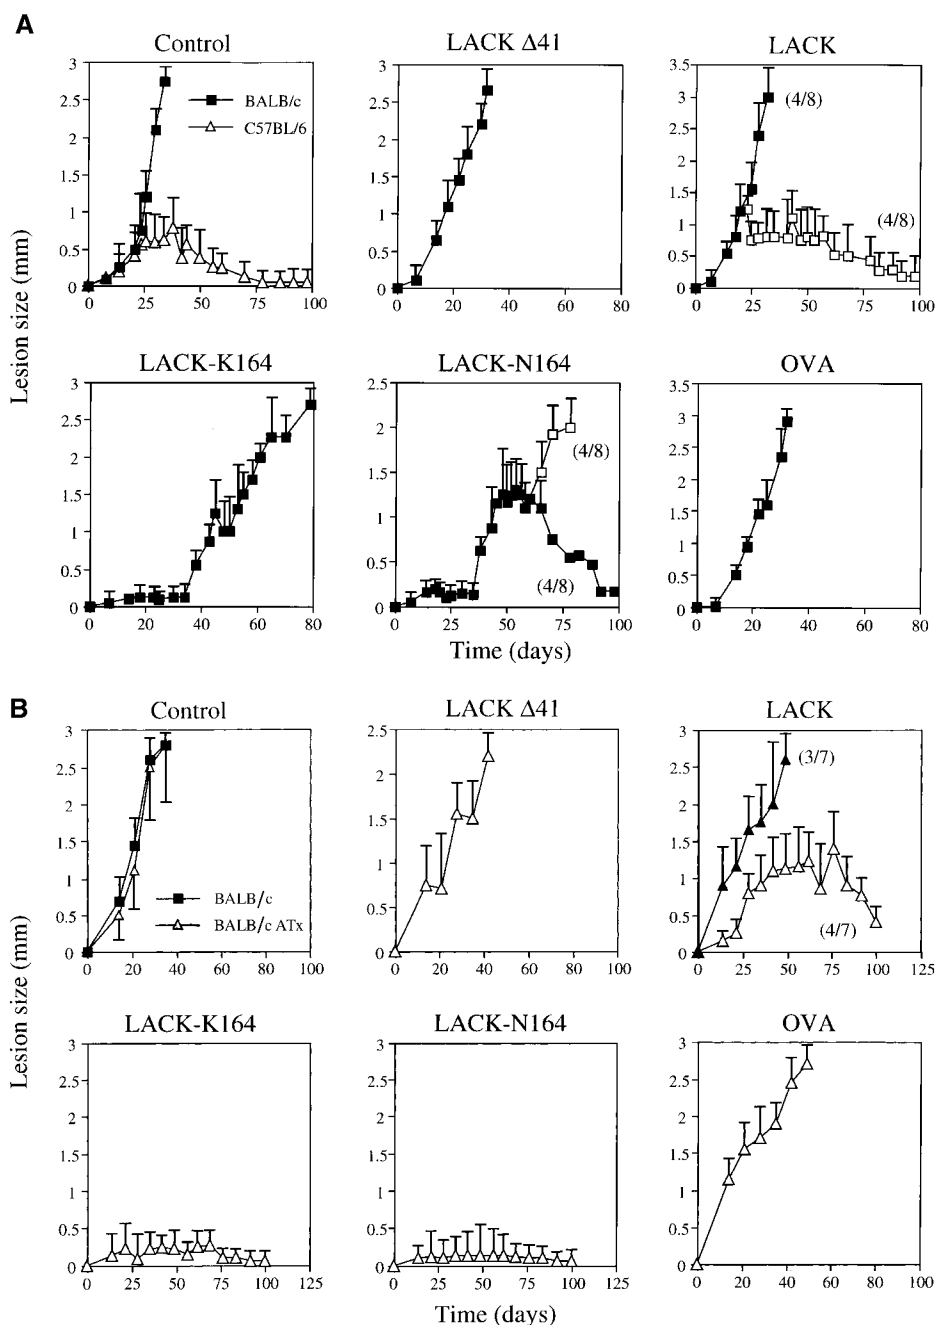 A
Control
LACK Δ41
LACK
3
2.5
2
1.5
1
0.5
0
BALB/c
C57BL/6
0 25 50 75 100
3
2.5
2
1.5
1
0.5
0
0 20 40 60 80
3.5
3
2.5
2
1.5
1
0.5
0
(4/8)
(4/8)
0 25 50 75 100
Lesion size (mm)
LACK-K164
LACK-N164
OVA
3
2.5
2
1.5
1
0.5
0
0 20 40 60 80
2.5
2
1.5
1
0.5
0
(4/8)
(4/8)
0 25 50 75 100
3.5
3
2.5
2
1.5
1
0.5
0
0 20 40 60 80
Time (days)
B
Control
LACK Δ41
LACK
3
2.5
2
1.5
1
0.5
0
BALB/c
BALB/c ATx
0 20 40 60 80 100
3
2.5
2
1.5
1
0.5
0
0 20 40 60 80 100
3
2.5
2
1.5
1
0.5
0
(3/7)
(4/7)
0 25 50 75 100 125
Lesion size (mm)
LACK-K164
LACK-N164
OVA
3
2.5
2
1.5
1
0.5
0
0 25 50 75 100 125
3
2.5
2
1.5
1
0.5
0
0 25 50 75 100 125
3
2.5
2
1.5
1
0.5
0
0 20 40 60 80 100
Time (days)